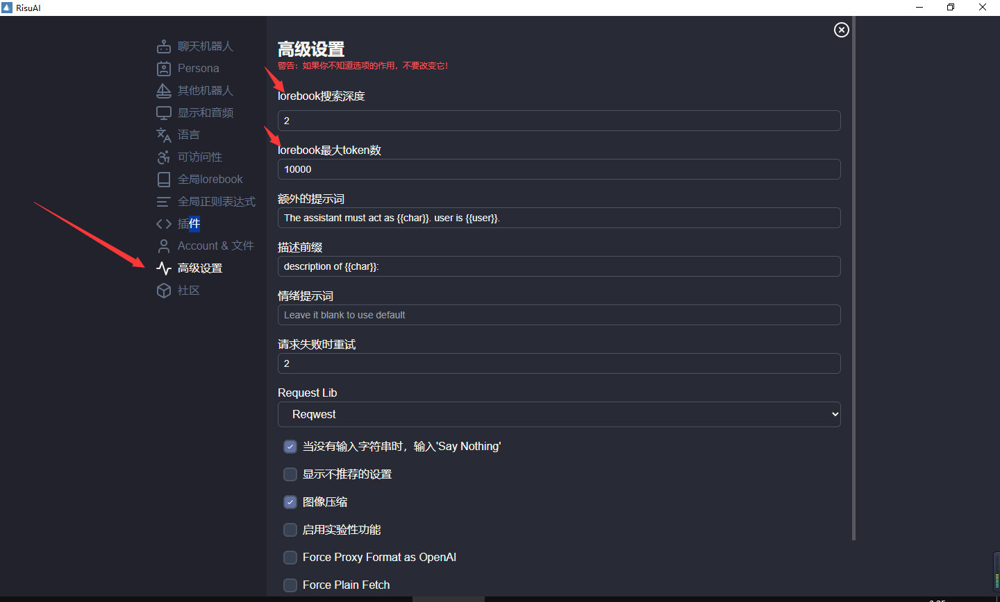 RisuAI
聊天机器人
Persona
其他机器人
显示和音频
语言
可访问性
全局lorebook
全局正则表达式
插件
Account & 文件
高级设置
社区
高级设置
警告：如果你不知道选项的作用，不要改变它!
lorebook搜索深度
2
lorebook最大token数
10000
额外的提示词
The assistant must act as {{char}}. user is {{user}}.
描述前缀
description of {{char}}:
情绪提示词
Leave it blank to use default
请求失败时重试
2
Request Lib
Reqwest
当没有输入字符串时，输入'Say Nothing'
显示不推荐的设置
图像压缩
启用实验性功能
Force Proxy Format as OpenAI
Force Plain Fetch